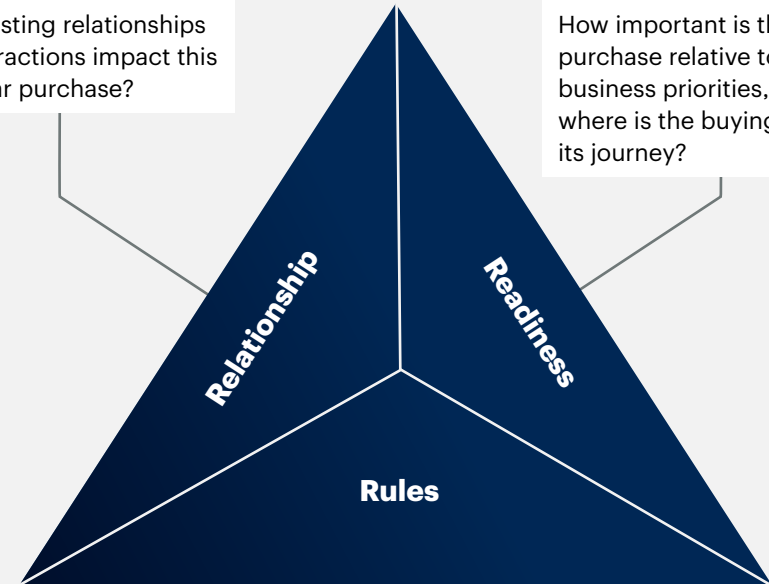 sting relationships
ractions impact this
ar purchase?
How important is th
purchase relative to
business priorities,
where is the buying
its journey?
Relationship
Readiness
Rules